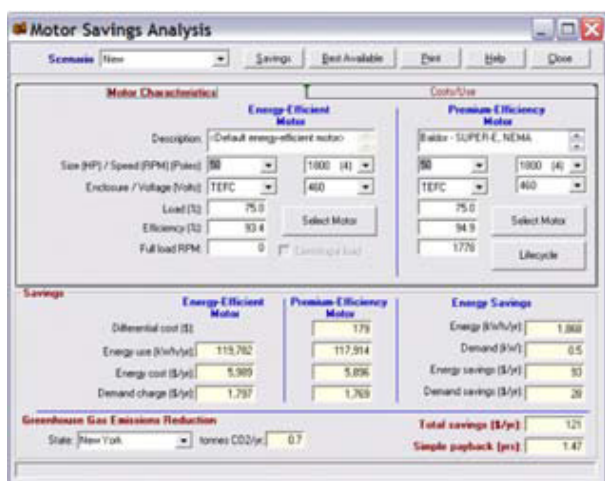 Motor Savings Analysis
Scenario New Savings Best Available Print Help Close
Motor Characteristics Costs/Use
Energy-Efficient Motor Premium-Efficiency Motor
Description: <Default energy-efficient motor> Baldor - SUPER-E, NEMA
Size (HP) / Speed (RPM) (Poles): 50 1800 (4) 50 1800 (4)
Enclosure / Voltage (Volts): TEFC 460 TEFC 460
Load (%): 75.0 Select Motor 75.0 Select Motor
Efficiency (%): 93.4 94.9
Full load RPM: 0 Centrifugal load 1778 Lifecycle
Savings
Energy-Efficient Motor Premium-Efficiency Motor Energy Savings
Differential cost ($): 179 Energy (kWh/yr): 1,868
Energy use (kWh/yr): 119,782 117,914 Demand (kW): 0.5
Energy cost ($/yr): 5,989 5,896 Energy savings ($/yr): 93
Demand charge ($/yr): 1,797 1,769 Demand savings ($/yr): 28
Greenhouse Gas Emissions Reduction Total savings ($/yr): 121
State: New York tonnes CO2/yr: 0.7 Simple payback (yrs): 1.47